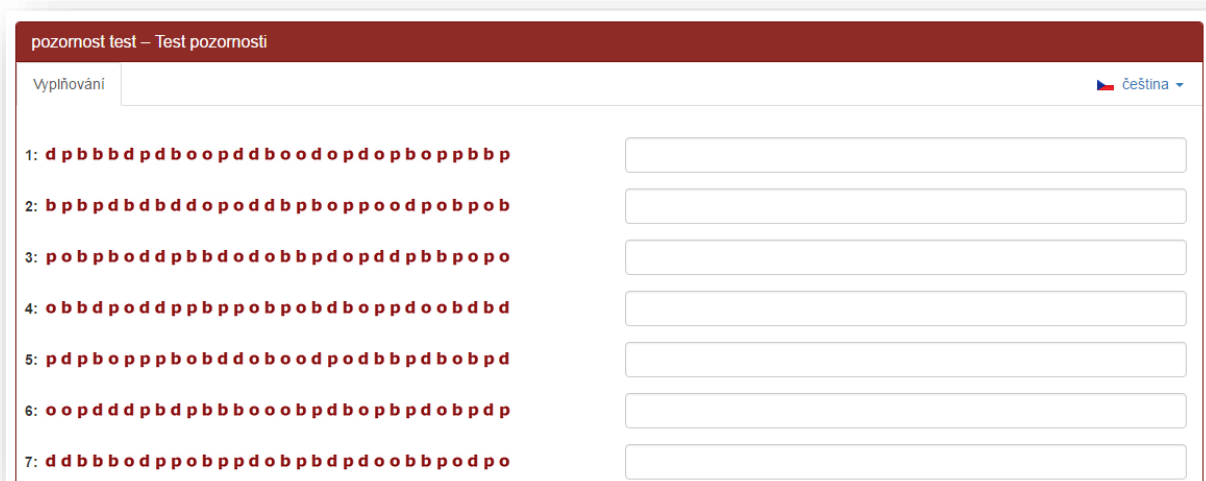 pozornost test – Test pozornosti
Vyplňování
čeština
1: d p b b b d p d b o o p d d b o o d o p d o p b o p p b b p
2: b p b p d b d b d d o p o d d b p b o p p o o d p o b p o b
3: p o b p b o d d p b b d o d o b b p d o p d d p b b p o p o
4: o b b d p o d d p p b p p o b p o b d b o p p d o o b d b d
5: p d p b o p p p b o b d d o b o o d p o d b b p d b o b p d
6: o o p d d d p b d p b b b o o o b p d b o p b p d o b p d p
7: d d b b b o d p p o b p p d o b p b d p d o o b b p o d p o